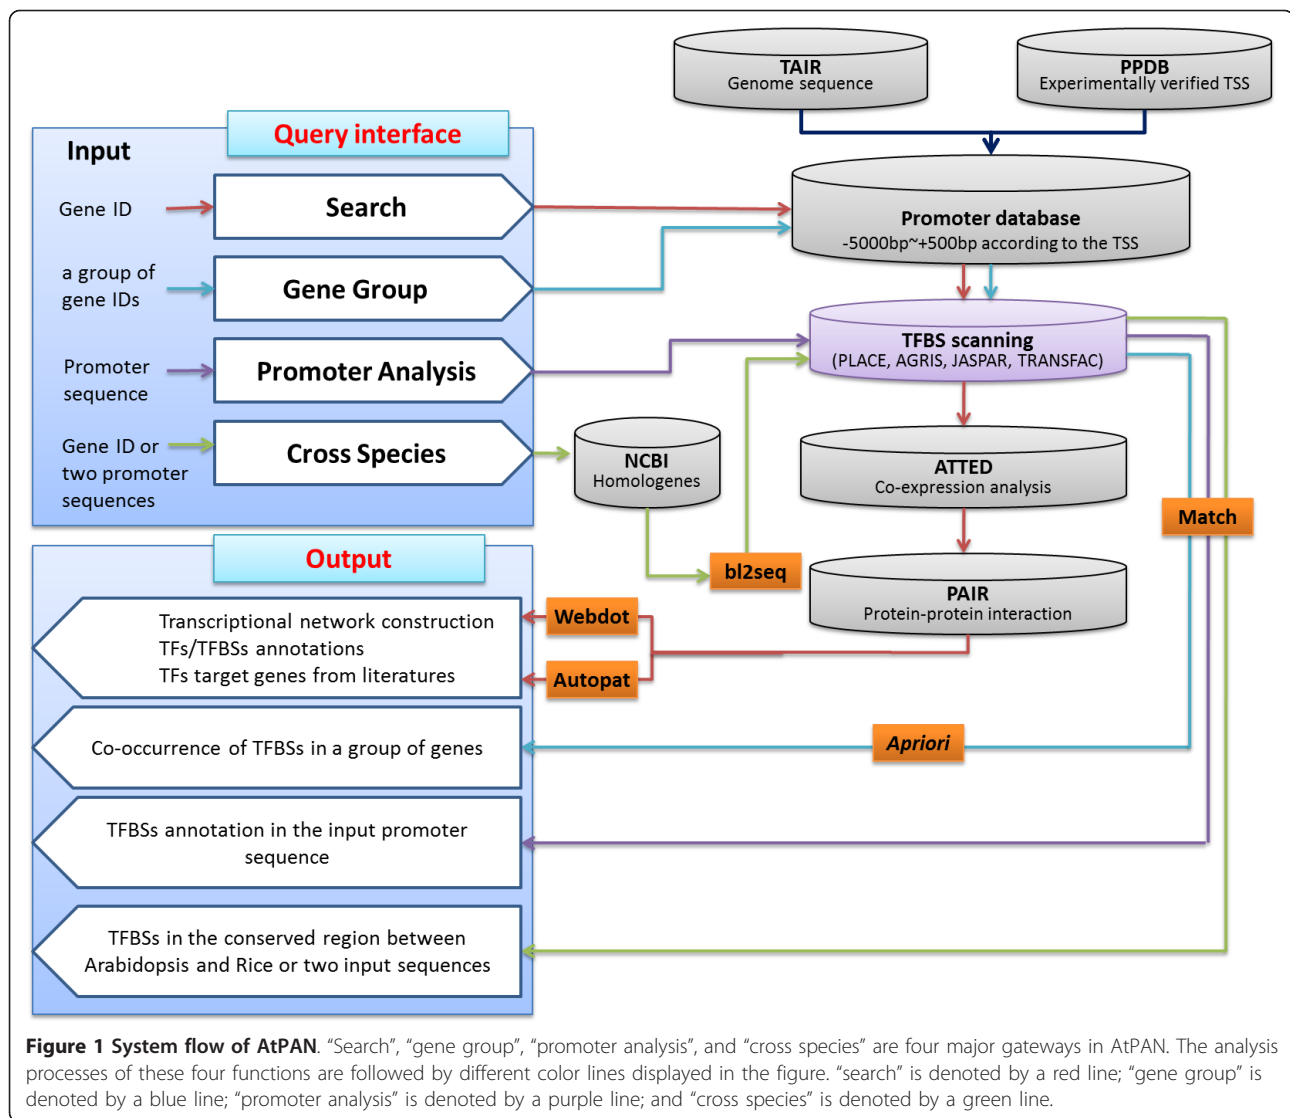 TAIR
Genome sequence
PPDB
Experimentally verified TSS
Query interface
Input
Gene ID
Search
a group of
gene IDs
Gene Group
Promoter
sequence
Promoter Analysis
Gene ID or
two promoter
sequences
Cross Species
Promoter database
-5000bp~+500bp according to the TSS
TFBS scanning
(PLACE, AGRIS, JASPAR, TRANSFAC)
NCBI
Homologenes
ATTED
Co-expression analysis
Match
bl2seq
PAIR
Protein-protein interaction
Output
Webdot
Autopat
Transcriptional network construction
TFs/TFBSs annotations
TFs target genes from literatures
Apriori
Co-occurrence of TFBSs in a group of genes
TFBSs annotation in the input promoter
sequence
TFBSs in the conserved region between
Arabidopsis and Rice or two input sequences
Figure 1 System flow of AtPAN. “Search”, “gene group”, “promoter analysis”, and “cross species” are four major gateways in AtPAN. The analysis
processes of these four functions are followed by different color lines displayed in the figure. “search” is denoted by a red line; “gene group” is
denoted by a blue line; “promoter analysis” is denoted by a purple line; and “cross species” is denoted by a green line.